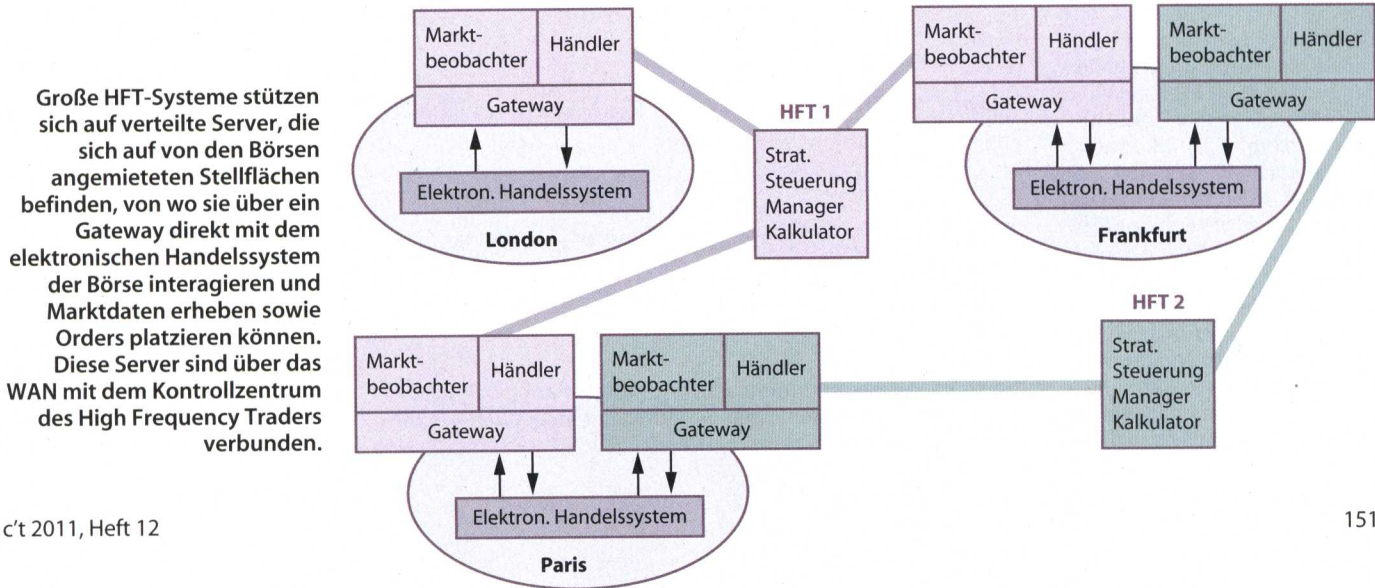 Große HFT-Systeme stützen
sich auf verteilte Server, die
sich auf von den Börsen
angemieteten Stellflächen
befinden, von wo sie über ein
Gateway direkt mit dem
elektronischen Handelssystem
der Börse interagieren und
Marktdaten erheben sowie
Orders platzieren können.
Diese Server sind über das
WAN mit dem Kontrollzentrum
des High Frequency Traders
verbunden.
Markt-
beobachter
Händler
Gateway
Elektron. Handelssystem
London
HFT 1
Strat.
Steuerung
Manager
Kalkulator
Markt-
beobachter
Händler
Gateway
Markt-
beobachter
Händler
Gateway
Elektron. Handelssystem
Frankfurt
HFT 2
Strat.
Steuerung
Manager
Kalkulator
Markt-
beobachter
Händler
Gateway
Markt-
beobachter
Händler
Gateway
Elektron. Handelssystem
Paris
c't 2011, Heft 12
151